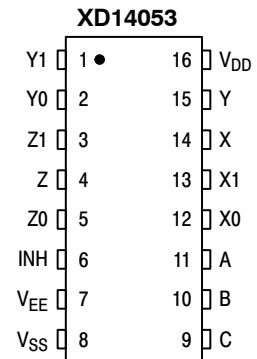 XD14053
Y1 1 16 VDD
Y0 2 15 Y
Z1 3 14 X
Z 4 13 X1
Z0 5 12 X0
INH 6 11 A
VEE 7 10 B
VSS 8 9 C